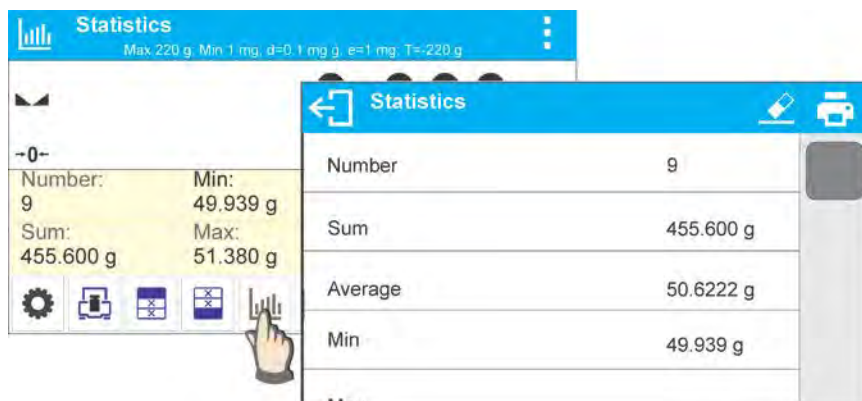 Statistics
Max 220 g, Min 1 mg, d=0.1 mg g, e=1 mg, T=-220 g
→0←
Number: Min:
9 49.939 g
Sum: Max:
455.600 g 51.380 g
Statistics
Number 9
Sum 455.600 g
Average 50.6222 g
Min 49.939 g